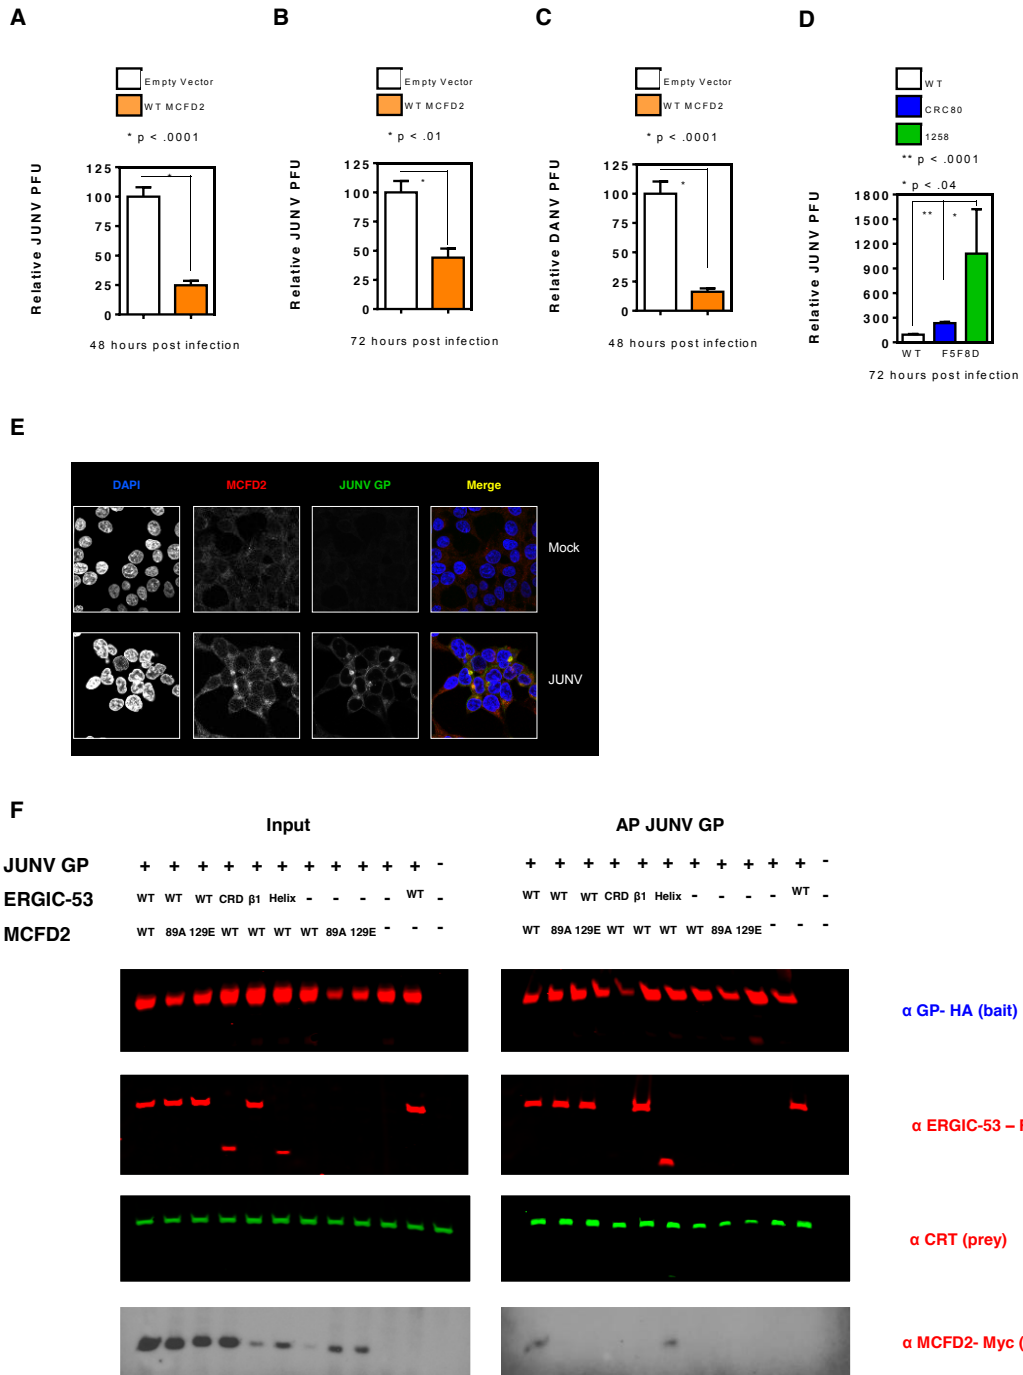 A
B
C
D
Empty Vector
WT MCFD2
* p < .0001
Relative JUNV PFU
125
100
75
50
25
0
*
48 hours post infection
Empty Vector
WT MCFD2
* p < .01
Relative JUNV PFU
125
100
75
50
25
0
*
72 hours post infection
Empty Vector
WT MCFD2
* p < .0001
Relative DANV PFU
125
100
75
50
25
0
*
48 hours post infection
WT
CRC80
1258
** p < .0001
* p < .04
Relative JUNV PFU
1800
1500
1200
900
600
300
0
** *
WT F5F8D
72 hours post infection
E
DAPI MCFD2 JUNV GP Merge
Mock
JUNV
F
Input AP JUNV GP
JUNV GP + + + + + + + + + + + - + + + + + + + + + + + -
ERGIC-53 WT WT WT CRD β1 Helix - - - - WT - WT WT WT CRD β1 Helix - - - - WT -
MCFD2 WT 89A 129E WT WT WT WT 89A 129E - - - WT 89A 129E WT WT WT WT 89A 129E - - -
α GP- HA (bait)
α ERGIC-53 –
α CRT (prey)
α MCFD2- Myc (